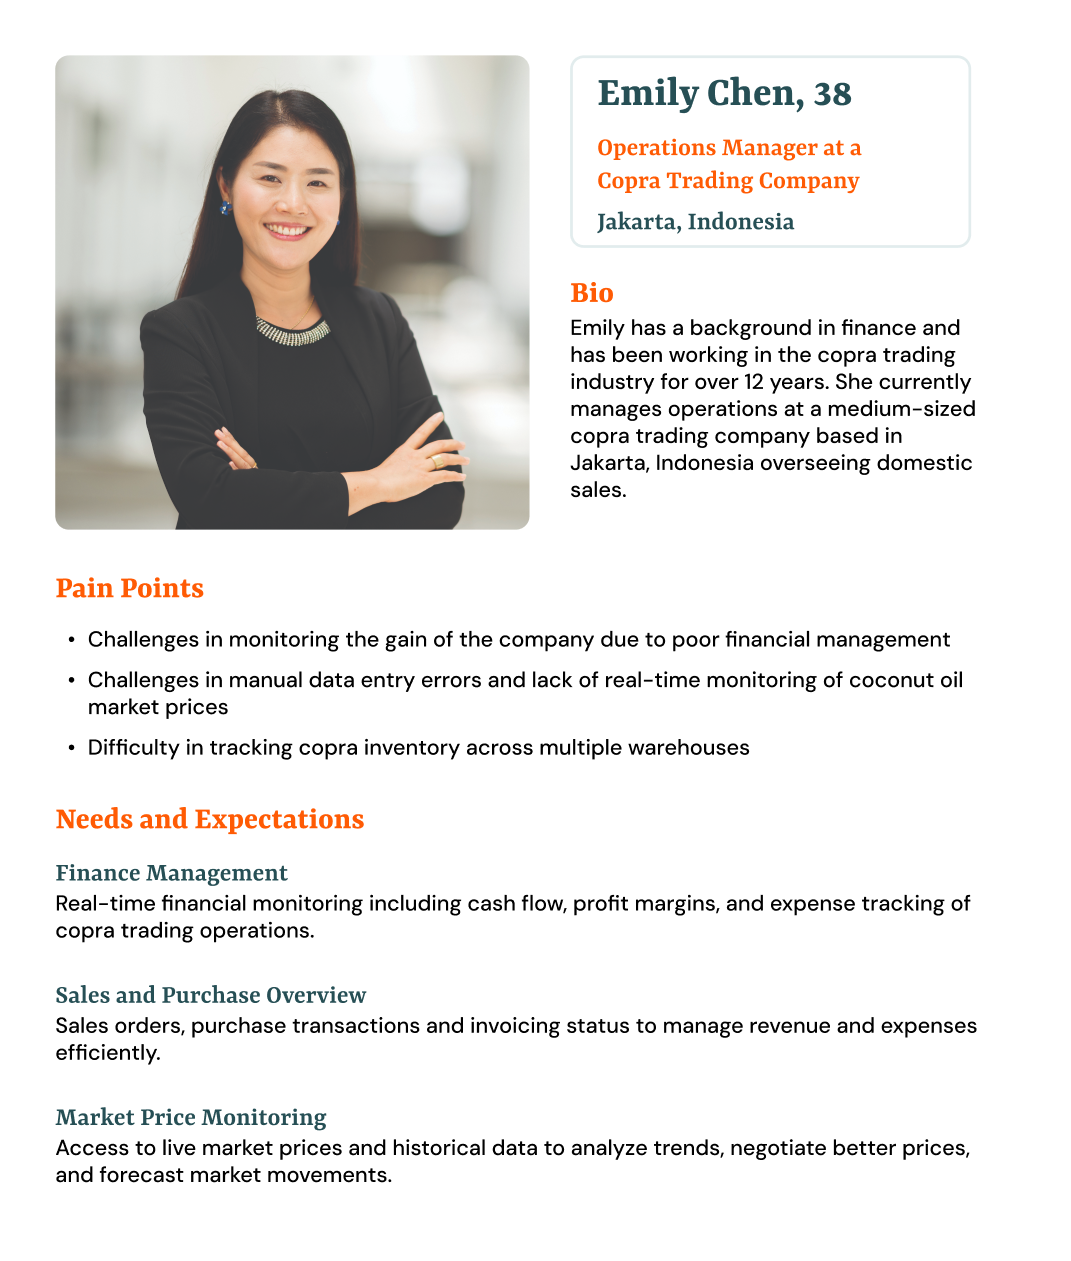 Emily Chen, 38
Operations Manager at a
Copra Trading Company
Jakarta, Indonesia
Bio
Emily has a background in finance and
has been working in the copra trading
industry for over 12 years. She currently
manages operations at a medium-sized
copra trading company based in
Jakarta, Indonesia overseeing domestic
sales.
Pain Points
• Challenges in monitoring the gain of the company due to poor financial management
• Challenges in manual data entry errors and lack of real-time monitoring of coconut oil
market prices
• Difficulty in tracking copra inventory across multiple warehouses
Needs and Expectations
Finance Management
Real-time financial monitoring including cash flow, profit margins, and expense tracking of
copra trading operations.
Sales and Purchase Overview
Sales orders, purchase transactions and invoicing status to manage revenue and expenses
efficiently.
Market Price Monitoring
Access to live market prices and historical data to analyze trends, negotiate better prices,
and forecast market movements.